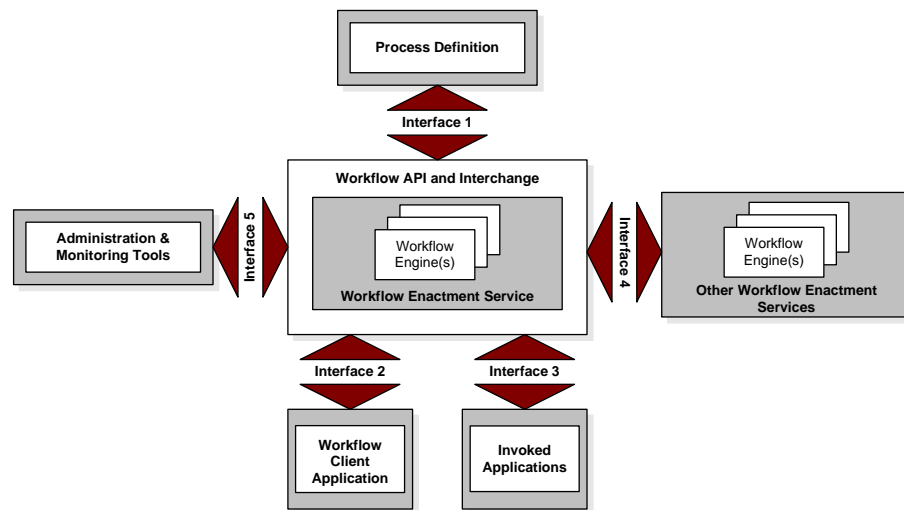 Process Definition
Interface 1
Workflow API and Interchange
Workflow
Engine(s)
Workflow Enactment Service
Interface 5
Administration &
Monitoring Tools
Interface 4
Workflow
Engine(s)
Other Workflow Enactment
Services
Interface 2
Interface 3
Workflow
Client
Application
Invoked
Applications